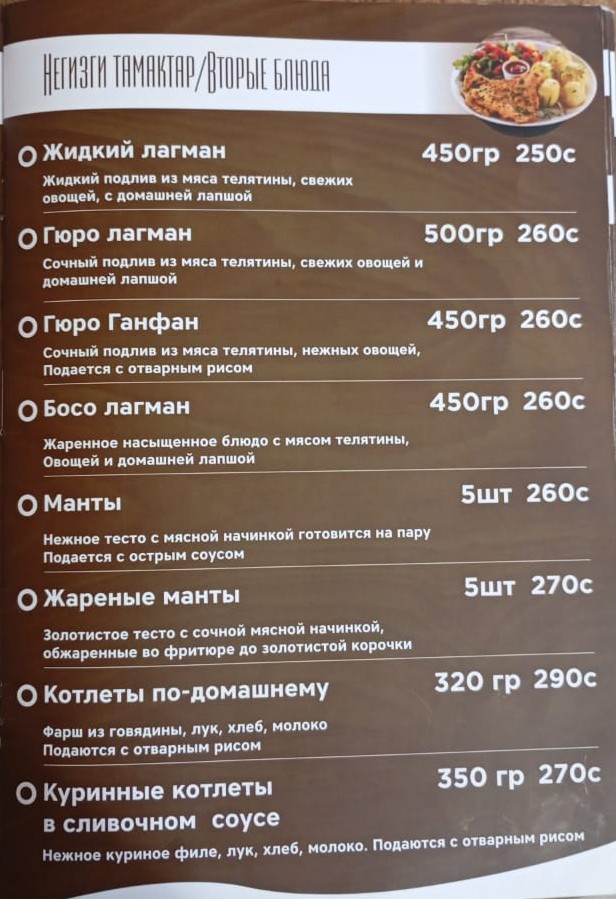 Негизги тамактар/Вторые блюда
Жидкий лагман 450гр 250с
Жидкий подлив из мяса телятины, свежих
овощей, с домашней лапшой
Гюро лагман 500гр 260с
Сочный подлив из мяса телятины, свежих овощей и
домашней лапшой
Гюро Ганфан 450гр 260с
Сочный подлив из мяса телятины, нежных овощей,
Подается с отварным рисом
Босо лагман 450гр 260с
Жаренное насыщенное блюдо с мясом телятины,
Овощей и домашней лапшой
Манты 5шт 260с
Нежное тесто с мясной начинкой готовится на пару
Подается с острым соусом
Жареные манты 5шт 270с
Золотистое тесто с сочной мясной начинкой,
обжаренные во фритюре до золотистой корочки
Котлеты по-домашнему 320 гр 290с
Фарш из говядины, лук, хлеб, молоко
Подаются с отварным рисом
Куринные котлеты 350 гр 270с
в сливочном соусе
Нежное куриное филе, лук, хлеб, молоко. Подаются с отварным рисом